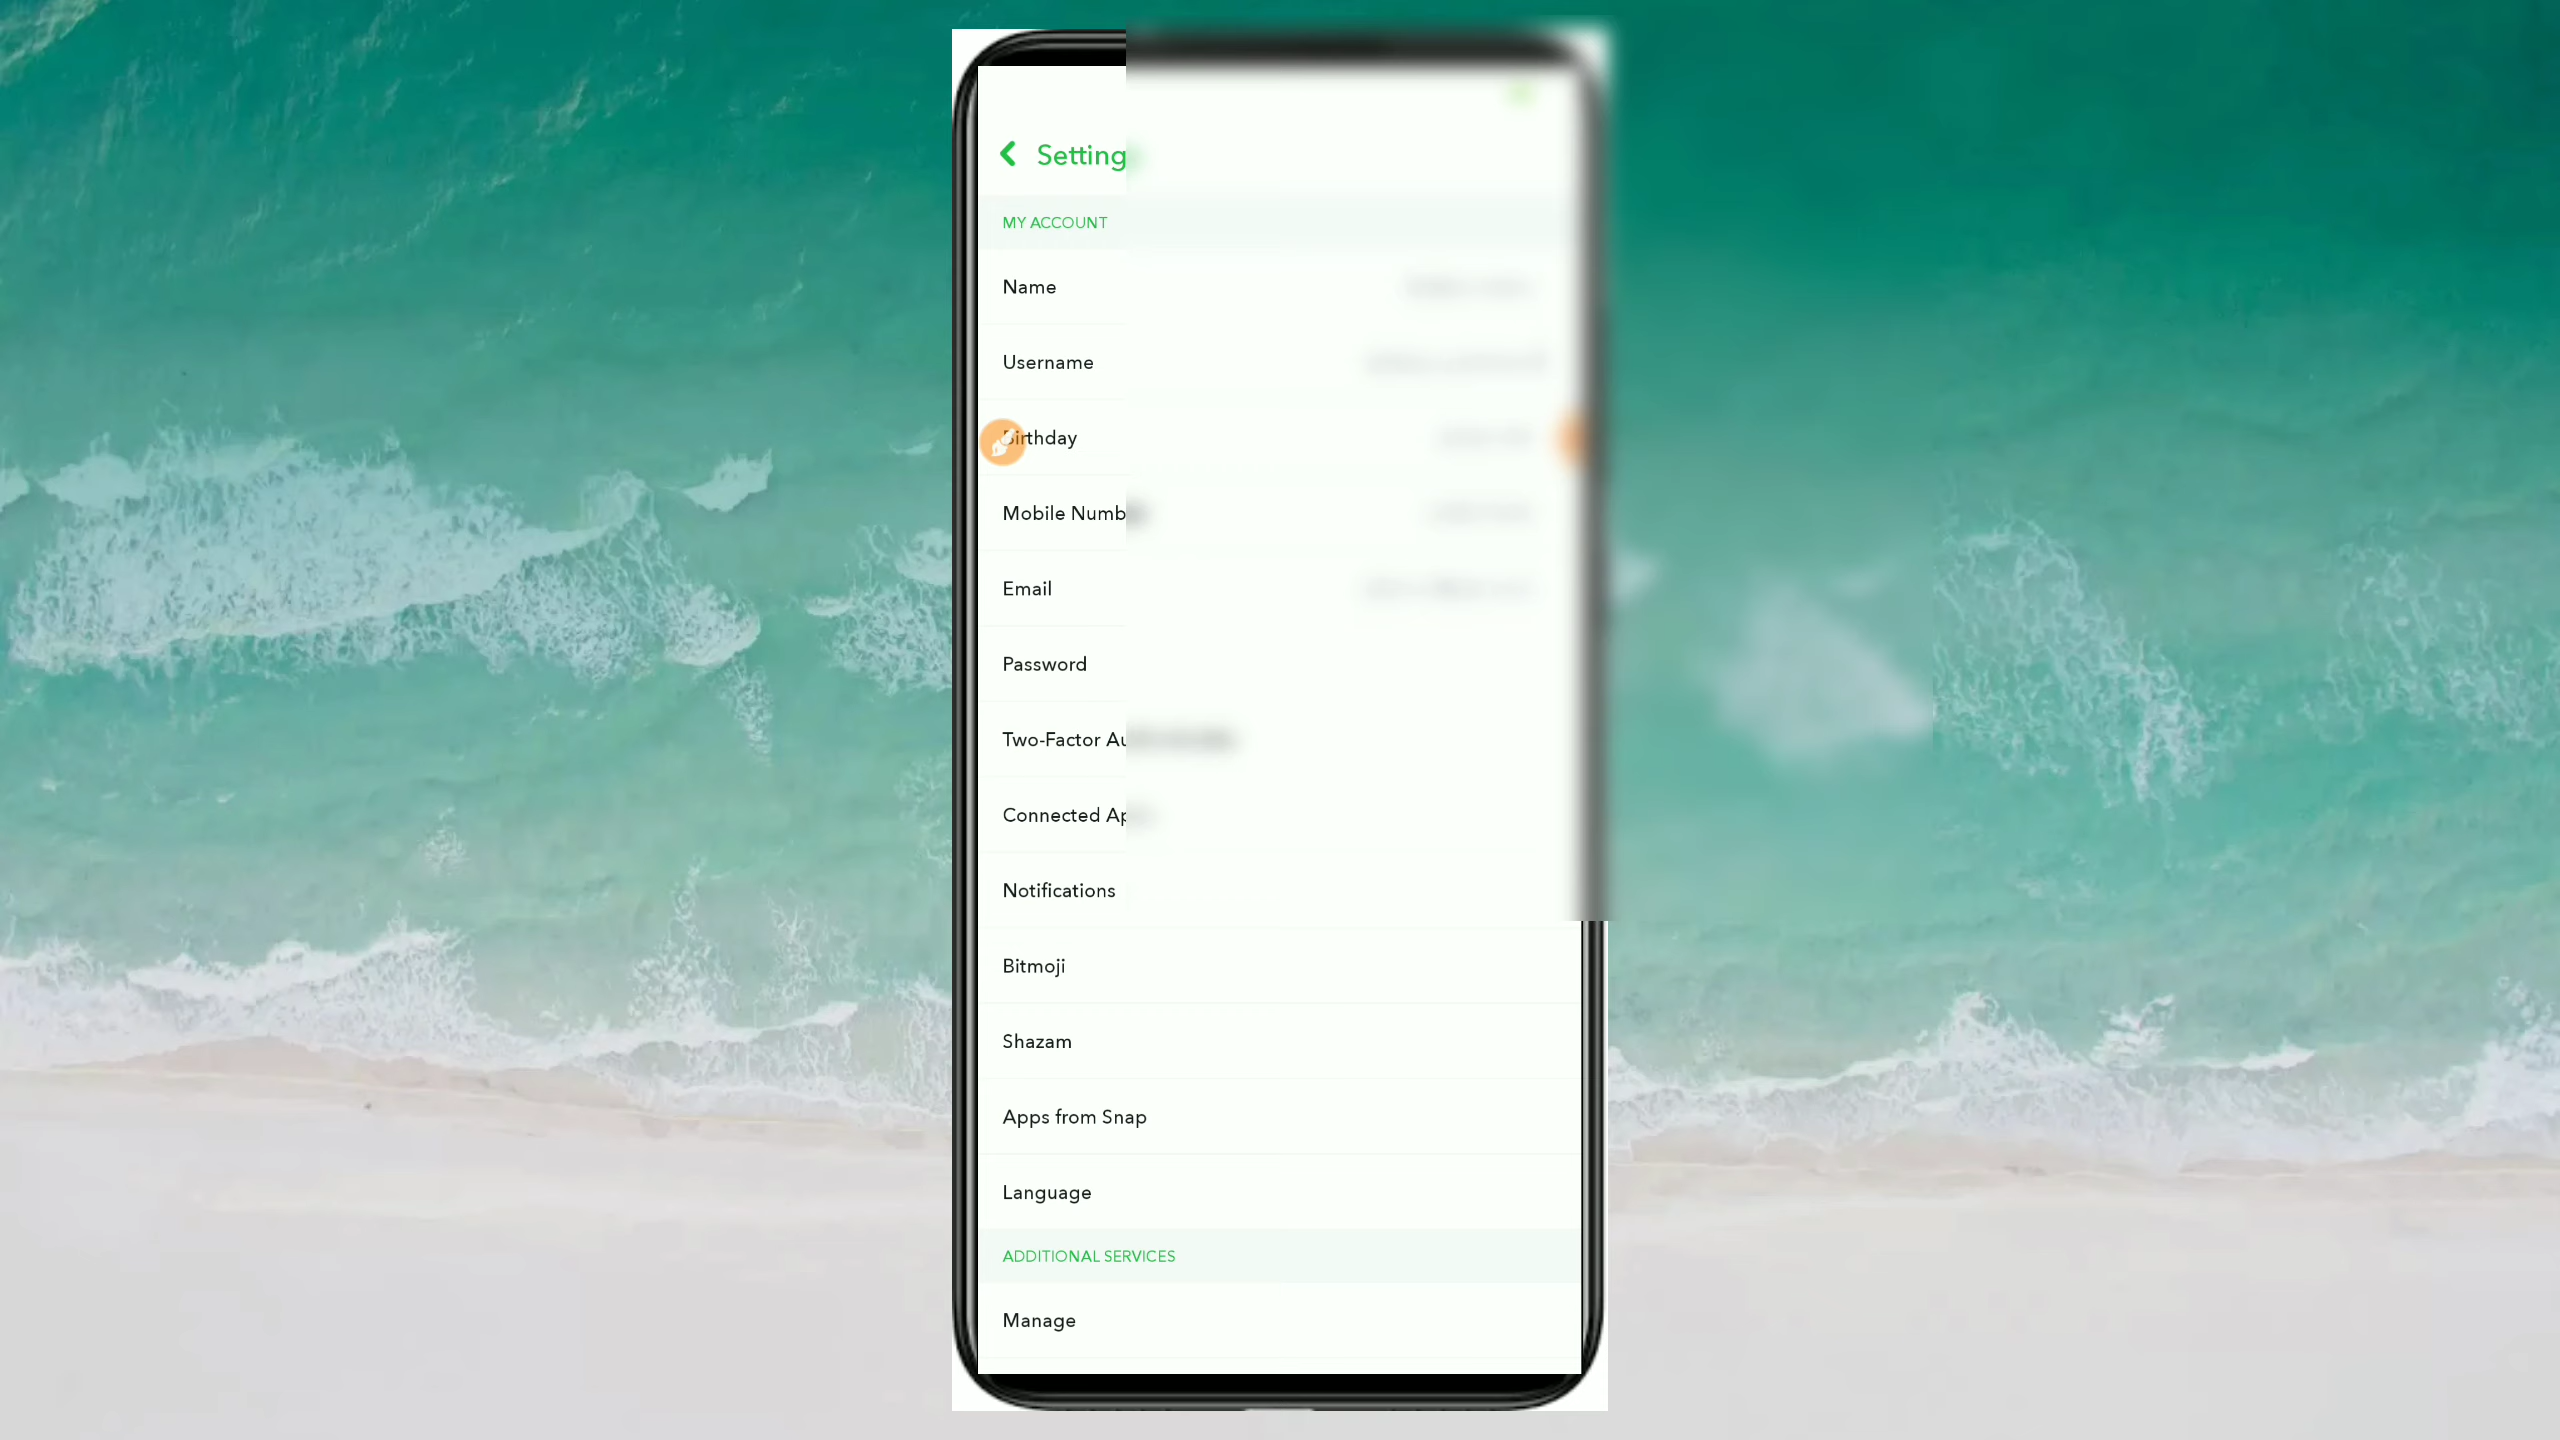 Setting
MY ACCOUNT
Name
Username
Birthday
Mobile Numb
Email
Password
Two-Factor Au
Connected Ap
Notifications
Bitmoji
Shazam
Apps from Snap
Language
ADDITIONAL SERVICES
Manage